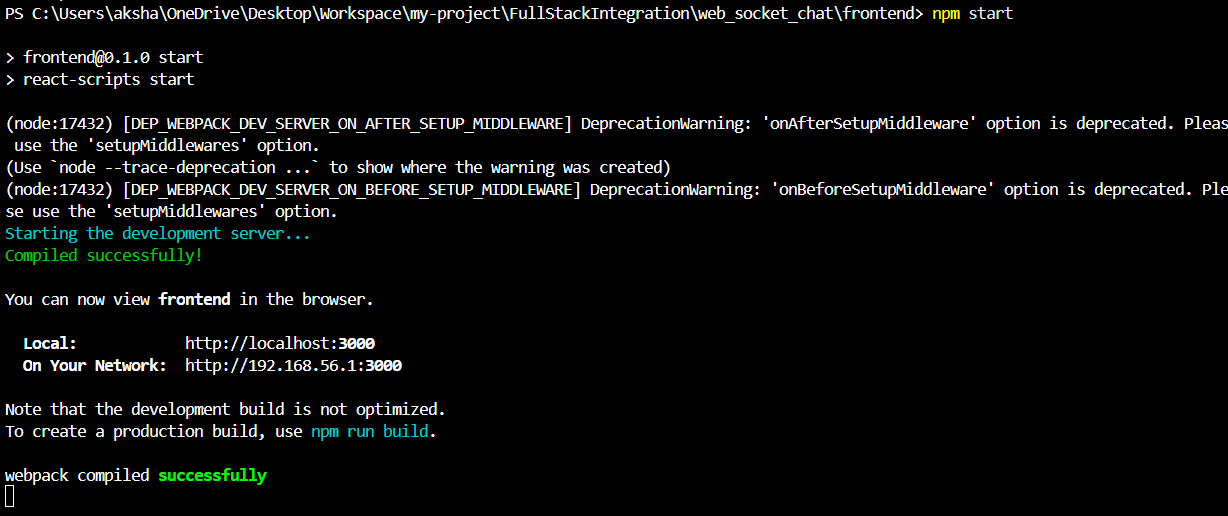 PS C:\Users\aksha\OneDrive\Desktop\Workspace\my-project\FullStackIntegration\web_socket_chat\frontend> npm start
> frontend@0.1.0 start
> react-scripts start
(node:17432) [DEP_WEBPACK_DEV_SERVER_ON_AFTER_SETUP_MIDDLEWARE] DeprecationWarning: 'onAfterSetupMiddleware' option is deprecated. Pleas
use the 'setupMiddlewares' option.
(Use `node --trace-deprecation ...` to show where the warning was created)
(node:17432) [DEP_WEBPACK_DEV_SERVER_ON_BEFORE_SETUP_MIDDLEWARE] DeprecationWarning: 'onBeforeSetupMiddleware' option is deprecated. Ple
se use the 'setupMiddlewares' option.
Starting the development server...
Compiled successfully!
You can now view frontend in the browser.
Local: http://localhost:3000
On Your Network: http://192.168.56.1:3000
Note that the development build is not optimized.
To create a production build, use npm run build.
webpack compiled successfully